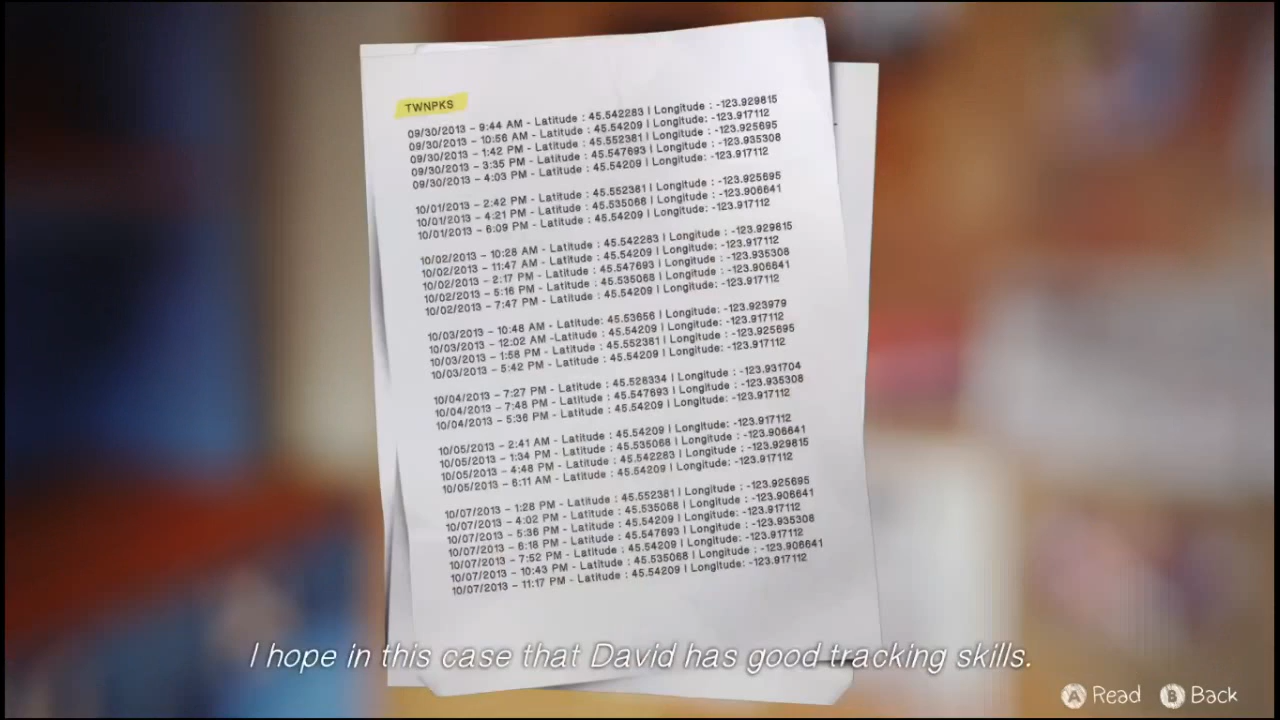 TWNPKS
09/30/2013 - 9:44 AM - Latitude : 45.542283 | Longitude : -123.929815
09/30/2013 - 10:56 AM - Latitude : 45.54209 | Longitude : -123.917112
09/30/2013 - 1:42 PM - Latitude : 45.552381 | Longitude : -123.925695
09/30/2013 - 3:35 PM - Latitude : 45.547693 | Longitude : -123.935308
09/30/2013 - 4:03 PM - Latitude : 45.54209 | Longitude: -123.917112
10/01/2013 - 2:42 PM - Latitude : 45.552381 | Longitude : -123.925695
10/01/2013 - 4:21 PM - Latitude : 45.535068 | Longitude : -123.906641
10/01/2013 - 6:09 PM - Latitude : 45.54209 | Longitude: -123.917112
10/02/2013 - 10:28 AM - Latitude : 45.542283 | Longitude : -123.929815
10/02/2013 - 11:47 AM - Latitude : 45.54209 | Longitude: -123.917112
10/02/2013 - 2:17 PM - Latitude : 45.547693 | Longitude : -123.935308
10/02/2013 - 5:16 PM - Latitude : 45.535068 | Longitude : -123.906641
10/02/2013 - 7:47 PM - Latitude : 45.54209 | Longitude: -123.917112
10/03/2013 - 10:48 AM - Latitude: 45.53656 | Longitude : -123.923979
10/03/2013 - 12:02 AM -Latitude : 45.54209 | Longitude: -123.917112
10/03/2013 - 1:58 PM - Latitude : 45.552381 | Longitude : -123.925695
10/03/2013 - 5:42 PM - Latitude : 45.54209 | Longitude: -123.917112
10/04/2013 - 7:27 PM - Latitude : 45.528334 | Longitude : -123.931704
10/04/2013 - 7:48 PM - Latitude : 45.547693 | Longitude : -123.935308
10/04/2013 - 5:36 PM - Latitude : 45.54209 | Longitude: -123.917112
10/05/2013 - 2:41 AM - Latitude : 45.54209 | Longitude: -123.917112
10/05/2013 - 1:34 PM - Latitude : 45.535068 | Longitude : -123.906641
10/05/2013 - 4:48 PM - Latitude : 45.542283 | Longitude : -123.929815
10/05/2013 - 6:11 AM - Latitude : 45.54209 | Longitude: -123.917112
10/07/2013 - 1:28 PM - Latitude : 45.552381 | Longitude : -123.925695
10/07/2013 - 4:02 PM - Latitude : 45.535068 | Longitude : -123.906641
10/07/2013 - 5:36 PM - Latitude : 45.54209 | Longitude: -123.917112
10/07/2013 - 6:18 PM - Latitude : 45.547693 | Longitude : -123.935308
10/07/2013 - 7:52 PM - Latitude : 45.54209 | Longitude: -123.917112
10/07/2013 - 10:43 PM - Latitude : 45.535068 | Longitude : -123.906641
10/07/2013 - 11:17 PM - Latitude : 45.54209 | Longitude: -123.917112
I hope in this case that David has good tracking skills.
A Read B Back